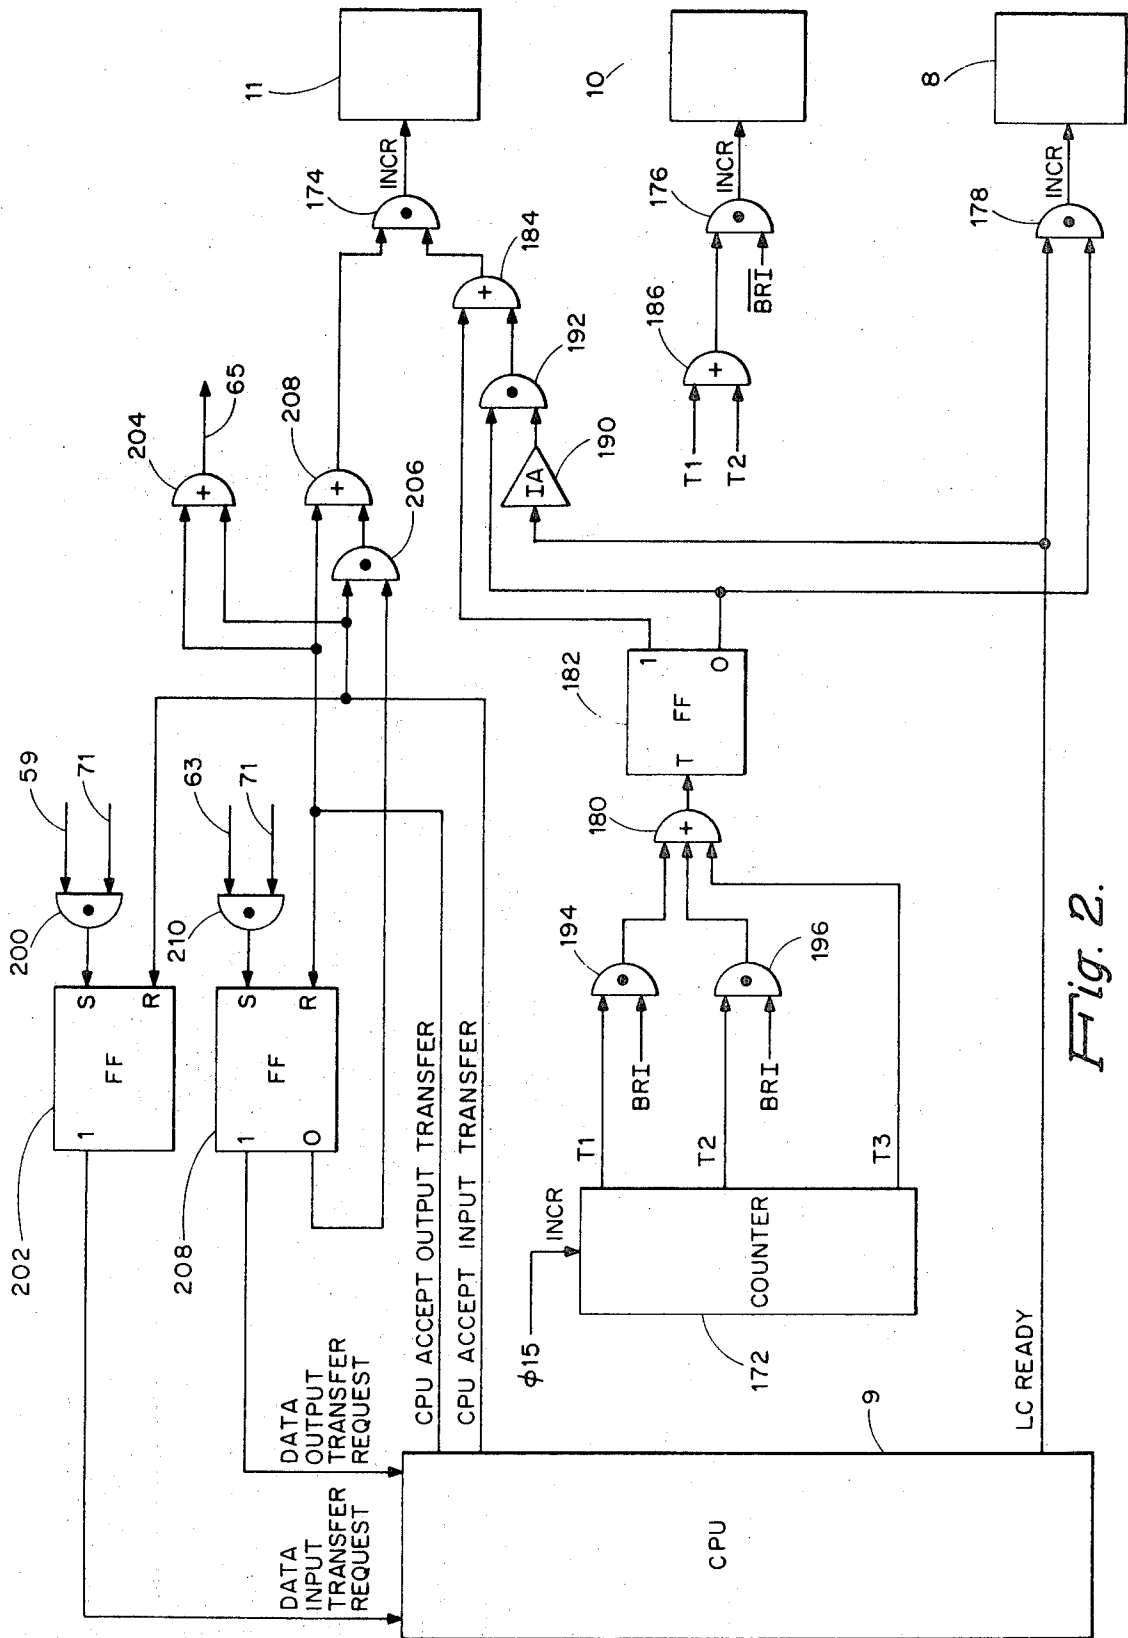 11
174
INCR
204
65
208
206
184
192
190
IA
10
186
176
INCR
BRI
T1
T2
8
178
INCR
59
71
200
S
R
FF
1
202
63
71
210
S
R
FF
1
0
208
182
1
0
FF
T
180
194
196
BRI
BRI
T1
T2
T3
INCR
φ15
COUNTER
172
DATA
INPUT
TRANSFER
REQUEST
DATA
OUTPUT
TRANSFER
REQUEST
CPU ACCEPT OUTPUT TRANSFER
CPU ACCEPT INPUT TRANSFER
LC READY
9
CPU
Fig. 2.